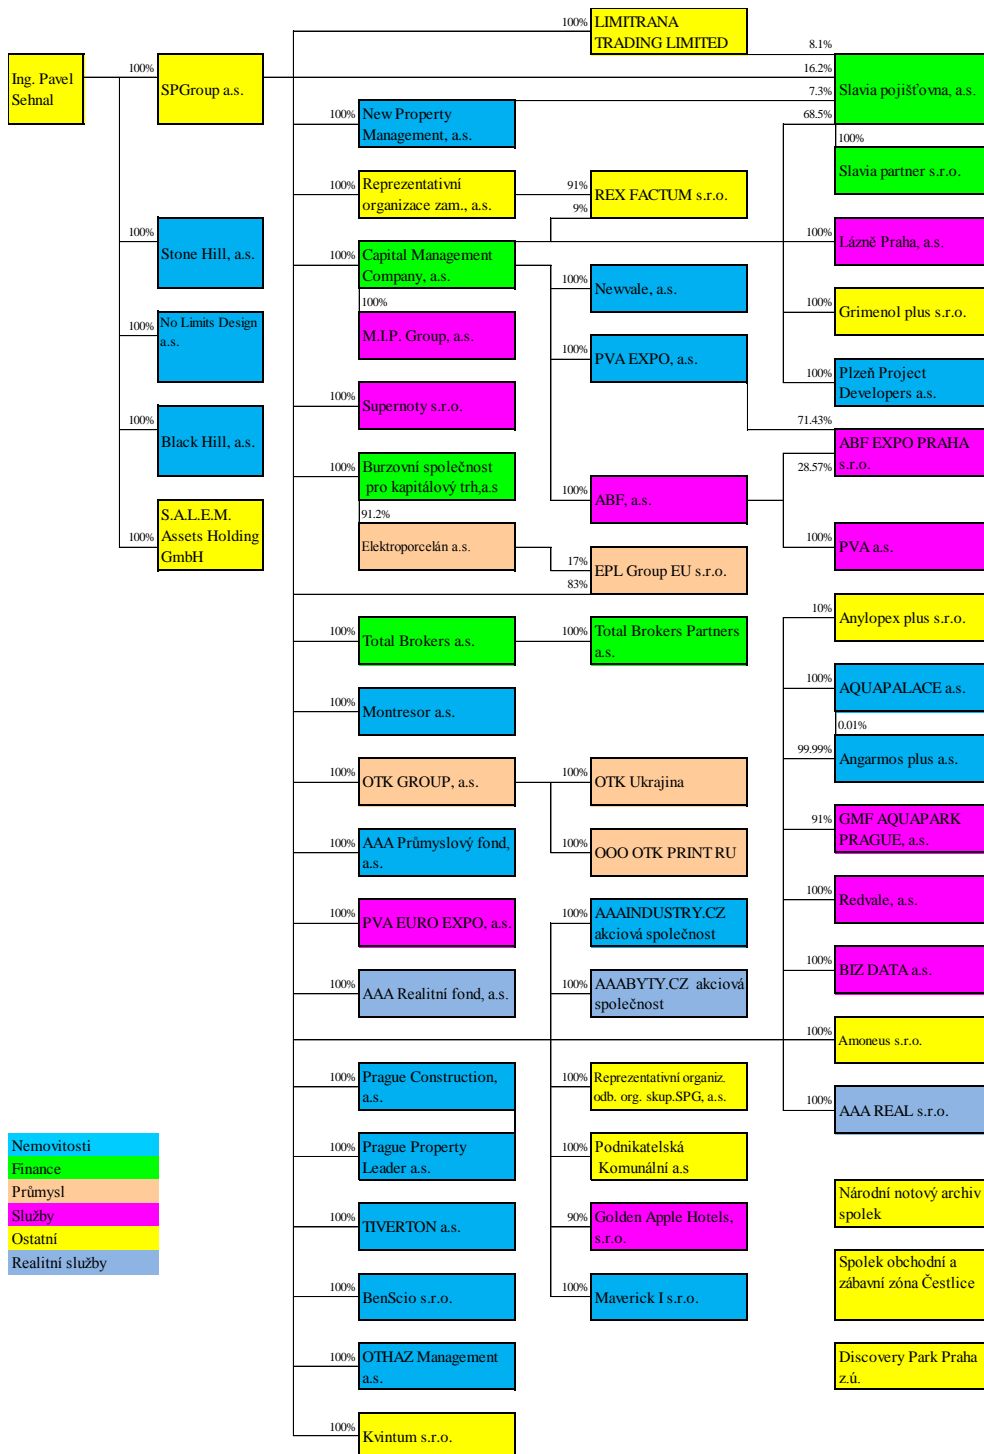 100%
LIMITRANA
TRADING LIMITED
8.1%
Ing. Pavel
Sehnal
100%
SPGroup a.s.
16.2%
Slavia pojišťovna, a.s.
7.3%
68.5%
100%
New Property
Management, a.s.
100%
Slavia partner s.r.o.
100%
Reprezentativní
organizace zam., a.s.
91%
REX FACTUM s.r.o.
9%
100%
Stone Hill, a.s.
100%
Capital Management
Company, a.s.
100%
Lázně Praha, a.s.
100%
Newvale, a.s.
100%
Grimenol plus s.r.o.
100%
No Limits Design
a.s.
100%
M.I.P. Group, a.s.
100%
PVA EXPO, a.s.
100%
Plzeň Project
Developers a.s.
100%
Supernoty s.r.o.
100%
Black Hill, a.s.
71.43%
ABF EXPO PRAHA
s.r.o.
28.57%
100%
Burzovní společnost
pro kapitálový trh,a.s
100%
ABF, a.s.
91.2%
100%
S.A.L.E.M.
Assets Holding
GmbH
Elektroporcelán a.s.
17%
EPL Group EU s.r.o.
83%
100%
PVA a.s.
10%
Anylopex plus s.r.o.
100%
Total Brokers a.s.
100%
Total Brokers Partners
a.s.
100%
AQUAPALACE a.s.
100%
Montresor a.s.
0.01%
99.99%
Angarmos plus a.s.
100%
OTK GROUP, a.s.
100%
OTK Ukrajina
91%
GMF AQUAPARK
PRAGUE, a.s.
100%
AAA Průmyslový fond,
a.s.
100%
OOO OTK PRINT RU
100%
Redvale, a.s.
100%
PVA EURO EXPO, a.s.
100%
AAAINDUSTRY.CZ
akciová společnost
100%
BIZ DATA a.s.
100%
AAA Realitní fond, a.s.
100%
AAABYTY.CZ akciová
společnost
100%
Amoneus s.r.o.
100%
Prague Construction,
a.s.
100%
Reprezentativní organiz.
odb. org. skup.SPG, a.s.
100%
AAA REAL s.r.o.
100%
Prague Property
Leader a.s.
100%
Podnikatelská
Komunální a.s
Nemovitosti
Finance
Průmysl
Služby
Ostatní
Realitní služby
Národní notový archiv
spolek
100%
TIVERTON a.s.
90%
Golden Apple Hotels,
s.r.o.
Spolek obchodní a
zábavní zóna Čestlice
100%
BenScio s.r.o.
100%
Maverick I s.r.o.
100%
OTHAZ Management
a.s.
Discovery Park Praha
z.ú.
100%
Kvintum s.r.o.